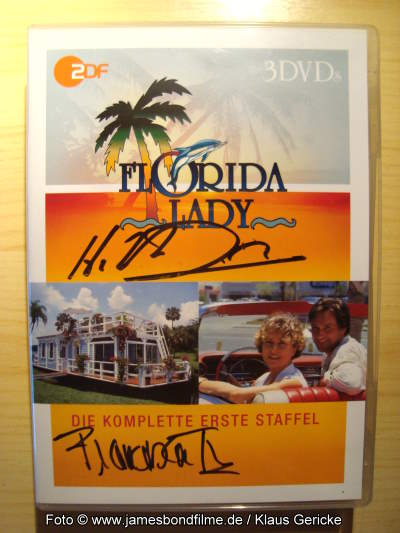 ZDF
3DVDs
FLORIDA
LADY
DIE KOMPLETTE ERSTE STAFFEL
Foto © www.jamesbondfilme.de / Klaus Gericke